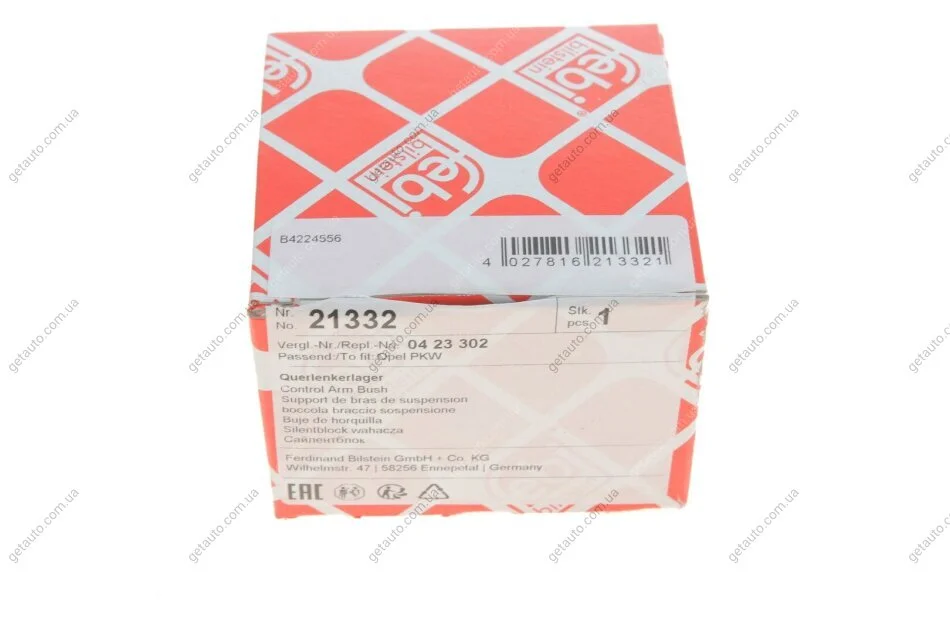 febi
bilstein
®
febi
bilstein
B4224556
4 027816 213321
Nr.
No. 21332
Stk.
pcs. 1
Vergl.-Nr./Repl.-No. 04 23 302
Passend:/To fit: Opel PKW
Querlenkerlager
Control Arm Bush
Support de bras de suspension
boccola braccio sospensione
Buje de horquilla
Silentblock wahacza
Сайлентблок
Ferdinand Bilstein GmbH + Co. KG
Wilhelmstr. 47 | 58256 Ennepetal | Germany
EAC
getauto.com.ua